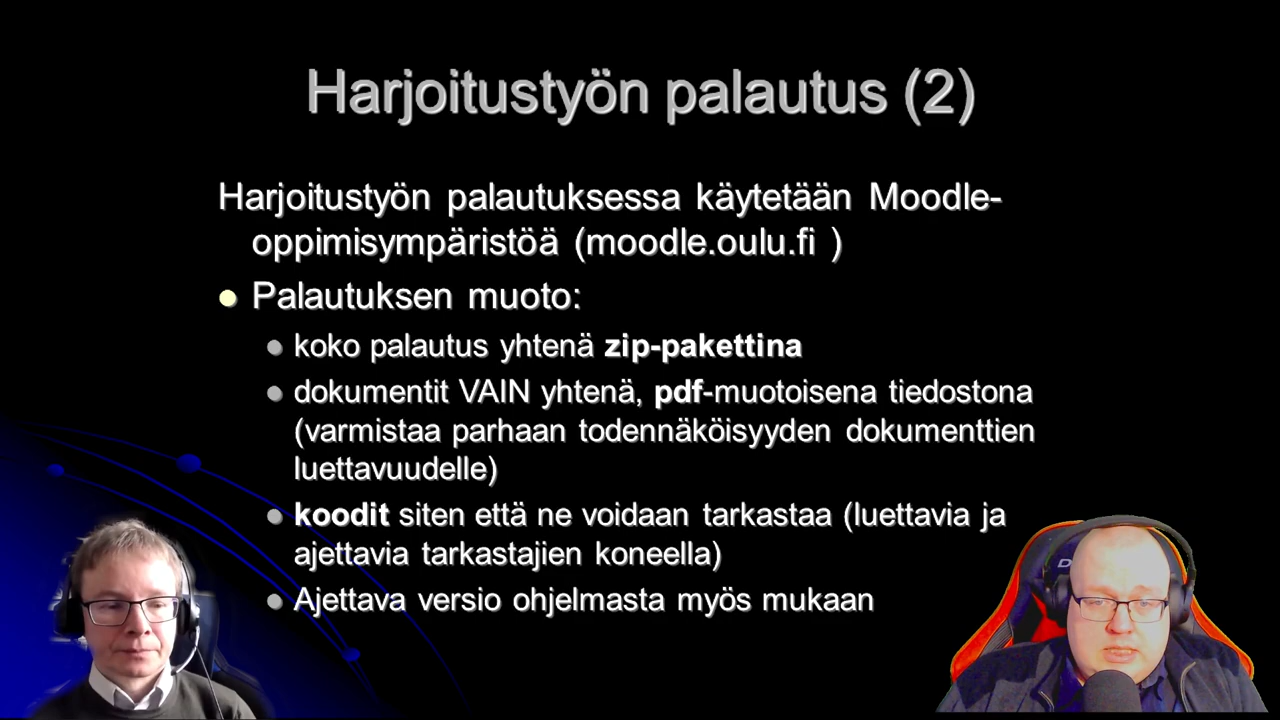 Harjoitustyön palautus (2)
Harjoitustyön palautuksessa käytetään Moodle-
oppimisympäristöä (moodle.oulu.fi )
Palautuksen muoto:
koko palautus yhtenä zip-pakettina
dokumentit VAIN yhtenä, pdf-muotoisena tiedostona
(varmistaa parhaan todennäköisyyden dokumenttien
luettavuudelle)
koodit siten että ne voidaan tarkastaa (luettavia ja
ajettavia tarkastajien koneella)
Ajettava versio ohjelmasta myös mukaan